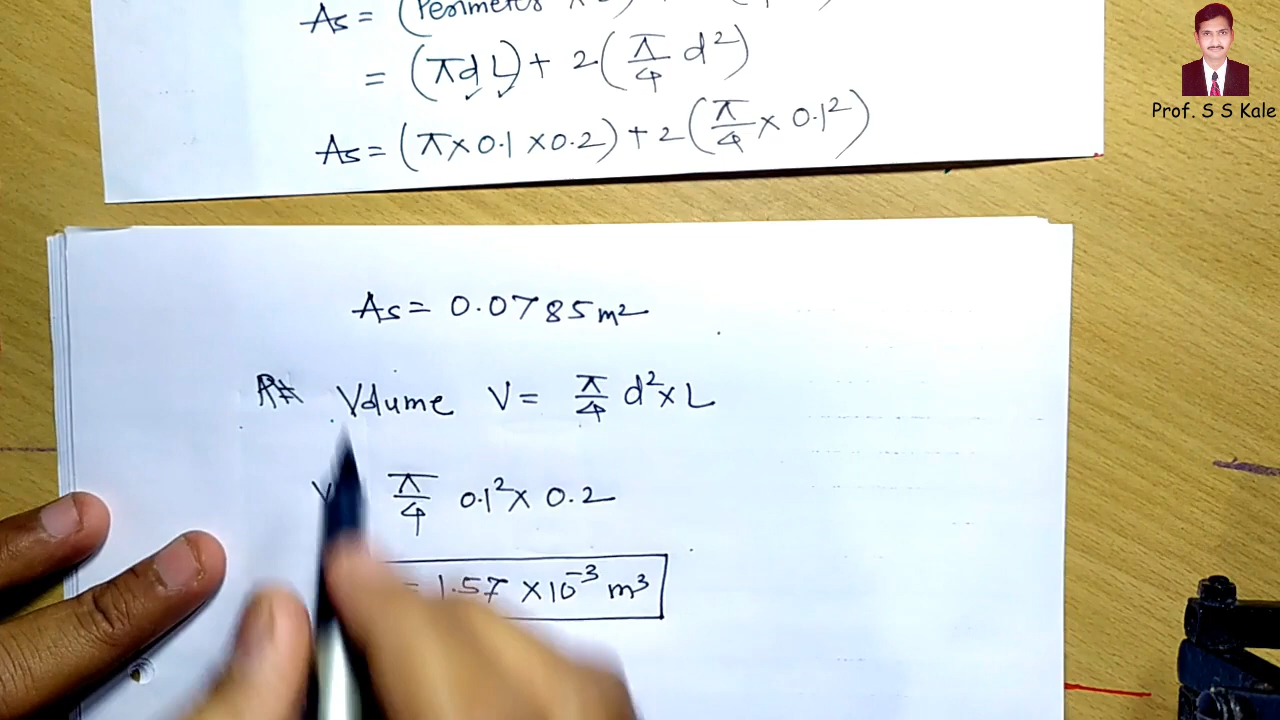 As = (Perimeter
= (πdL) + 2(π/4 d²)
As = (π×0.1×0.2) + 2(π/4 × 0.1²)
Prof. S S Kale
As = 0.0785 m²
Volume V = π/4 d² × L
π/4 0.1² × 0.2
= 1.57 × 10⁻³ m³